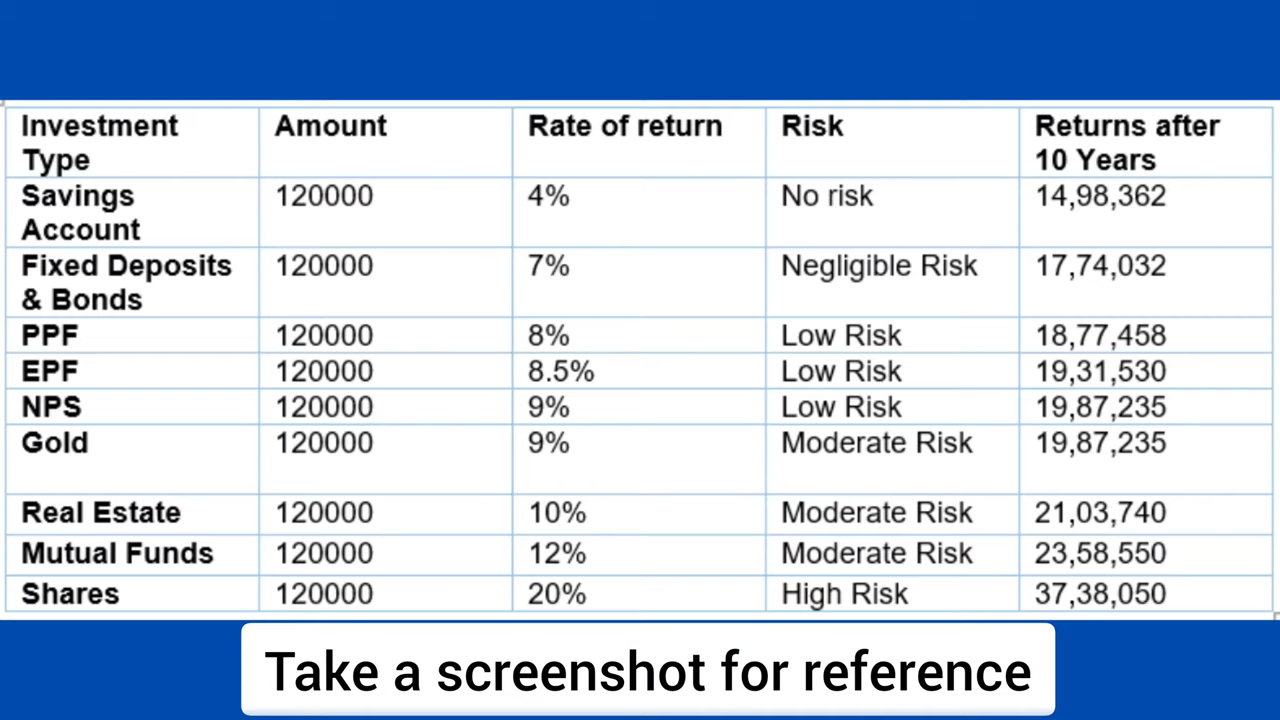 Investment Type Amount Rate of return Risk Returns after 10 Years
Savings Account 120000 4% No risk 14,98,362
Fixed Deposits & Bonds 120000 7% Negligible Risk 17,74,032
PPF 120000 8% Low Risk 18,77,458
EPF 120000 8.5% Low Risk 19,31,530
NPS 120000 9% Low Risk 19,87,235
Gold 120000 9% Moderate Risk 19,87,235
Real Estate 120000 10% Moderate Risk 21,03,740
Mutual Funds 120000 12% Moderate Risk 23,58,550
Shares 120000 20% High Risk 37,38,050
Take a screenshot for reference